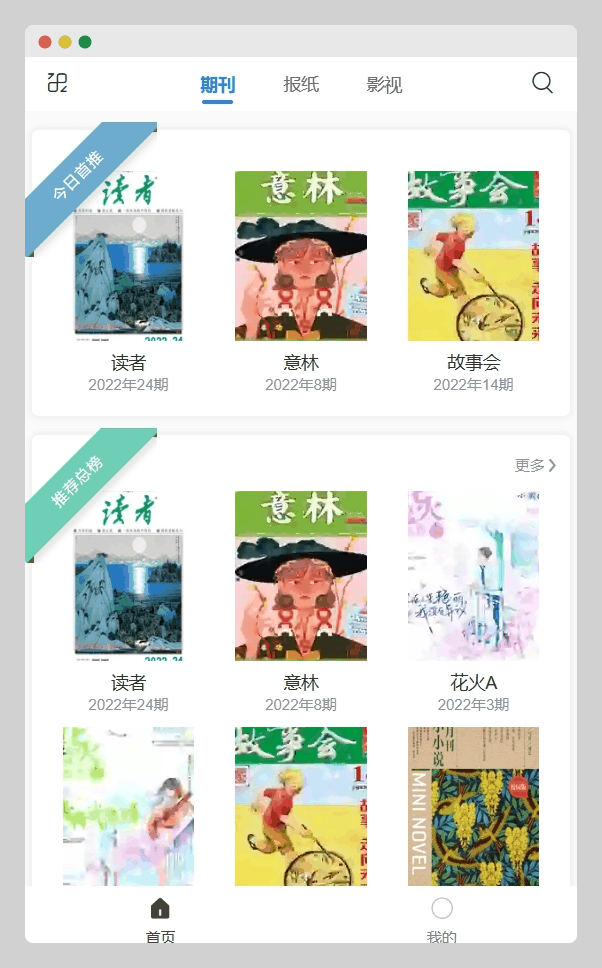 期刊
报纸
影视
今日首推
读者
意林
故事会
读者
2022年24期
意林
2022年8期
故事会
2022年14期
推荐总榜
更多
读者
意林
读者
2022年24期
意林
2022年8期
花火A
2022年3期
故事会
小小说
月刊
MINI NOVEL
首页
我的